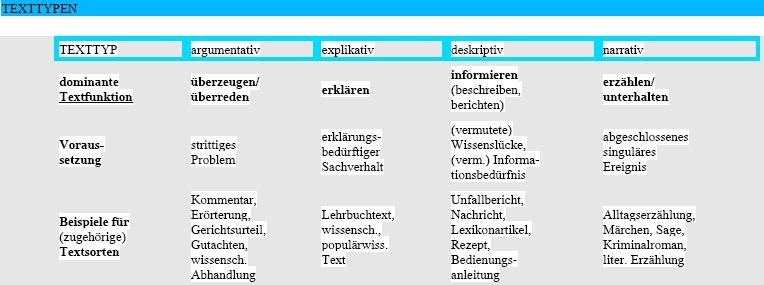 TEXTTYPEN
TEXTTYP argumentativ explikativ deskriptiv narrativ
dominante
Textfunktion
überzeugen/
überreden
erklären
informieren
(beschreiben,
berichten)
erzählen/
unterhalten
Voraus-
setzung
strittiges
Problem
erklärungs-
bedürftiger
Sachverhalt
(vermutete)
Wissenslücke,
(verm.) Informa-
tionsbedürfnis
abgeschlossenes
singuläres
Ereignis
Beispiele für
(zugehörige)
Textsorten
Kommentar,
Erörterung,
Gerichtsurteil,
Gutachten,
wissensch.
Abhandlung
Lehrbuchtext,
wissensch.,
populärwiss.
Text
Unfallbericht,
Nachricht,
Lexikonartikel,
Rezept,
Bedienungs-
anleitung
Alltagserzählung,
Märchen, Sage,
Kriminalroman,
liter. Erzählung